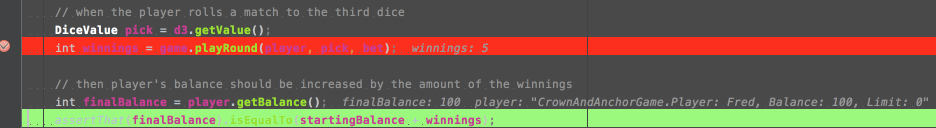 // when the player rolls a match to the third dice
DiceValue pick = d3.getValue();
int winnings = game.playRound(player, pick, bet);  winnings: 5
// then player's balance should be increased by the amount of the winnings
int finalBalance = player.getBalance();  finalBalance: 100  player: "CrownAndAnchorGame.Player: Fred, Balance: 100, Limit: 0"
assertThat(finalBalance).isEqualTo(startingBalance + winnings);